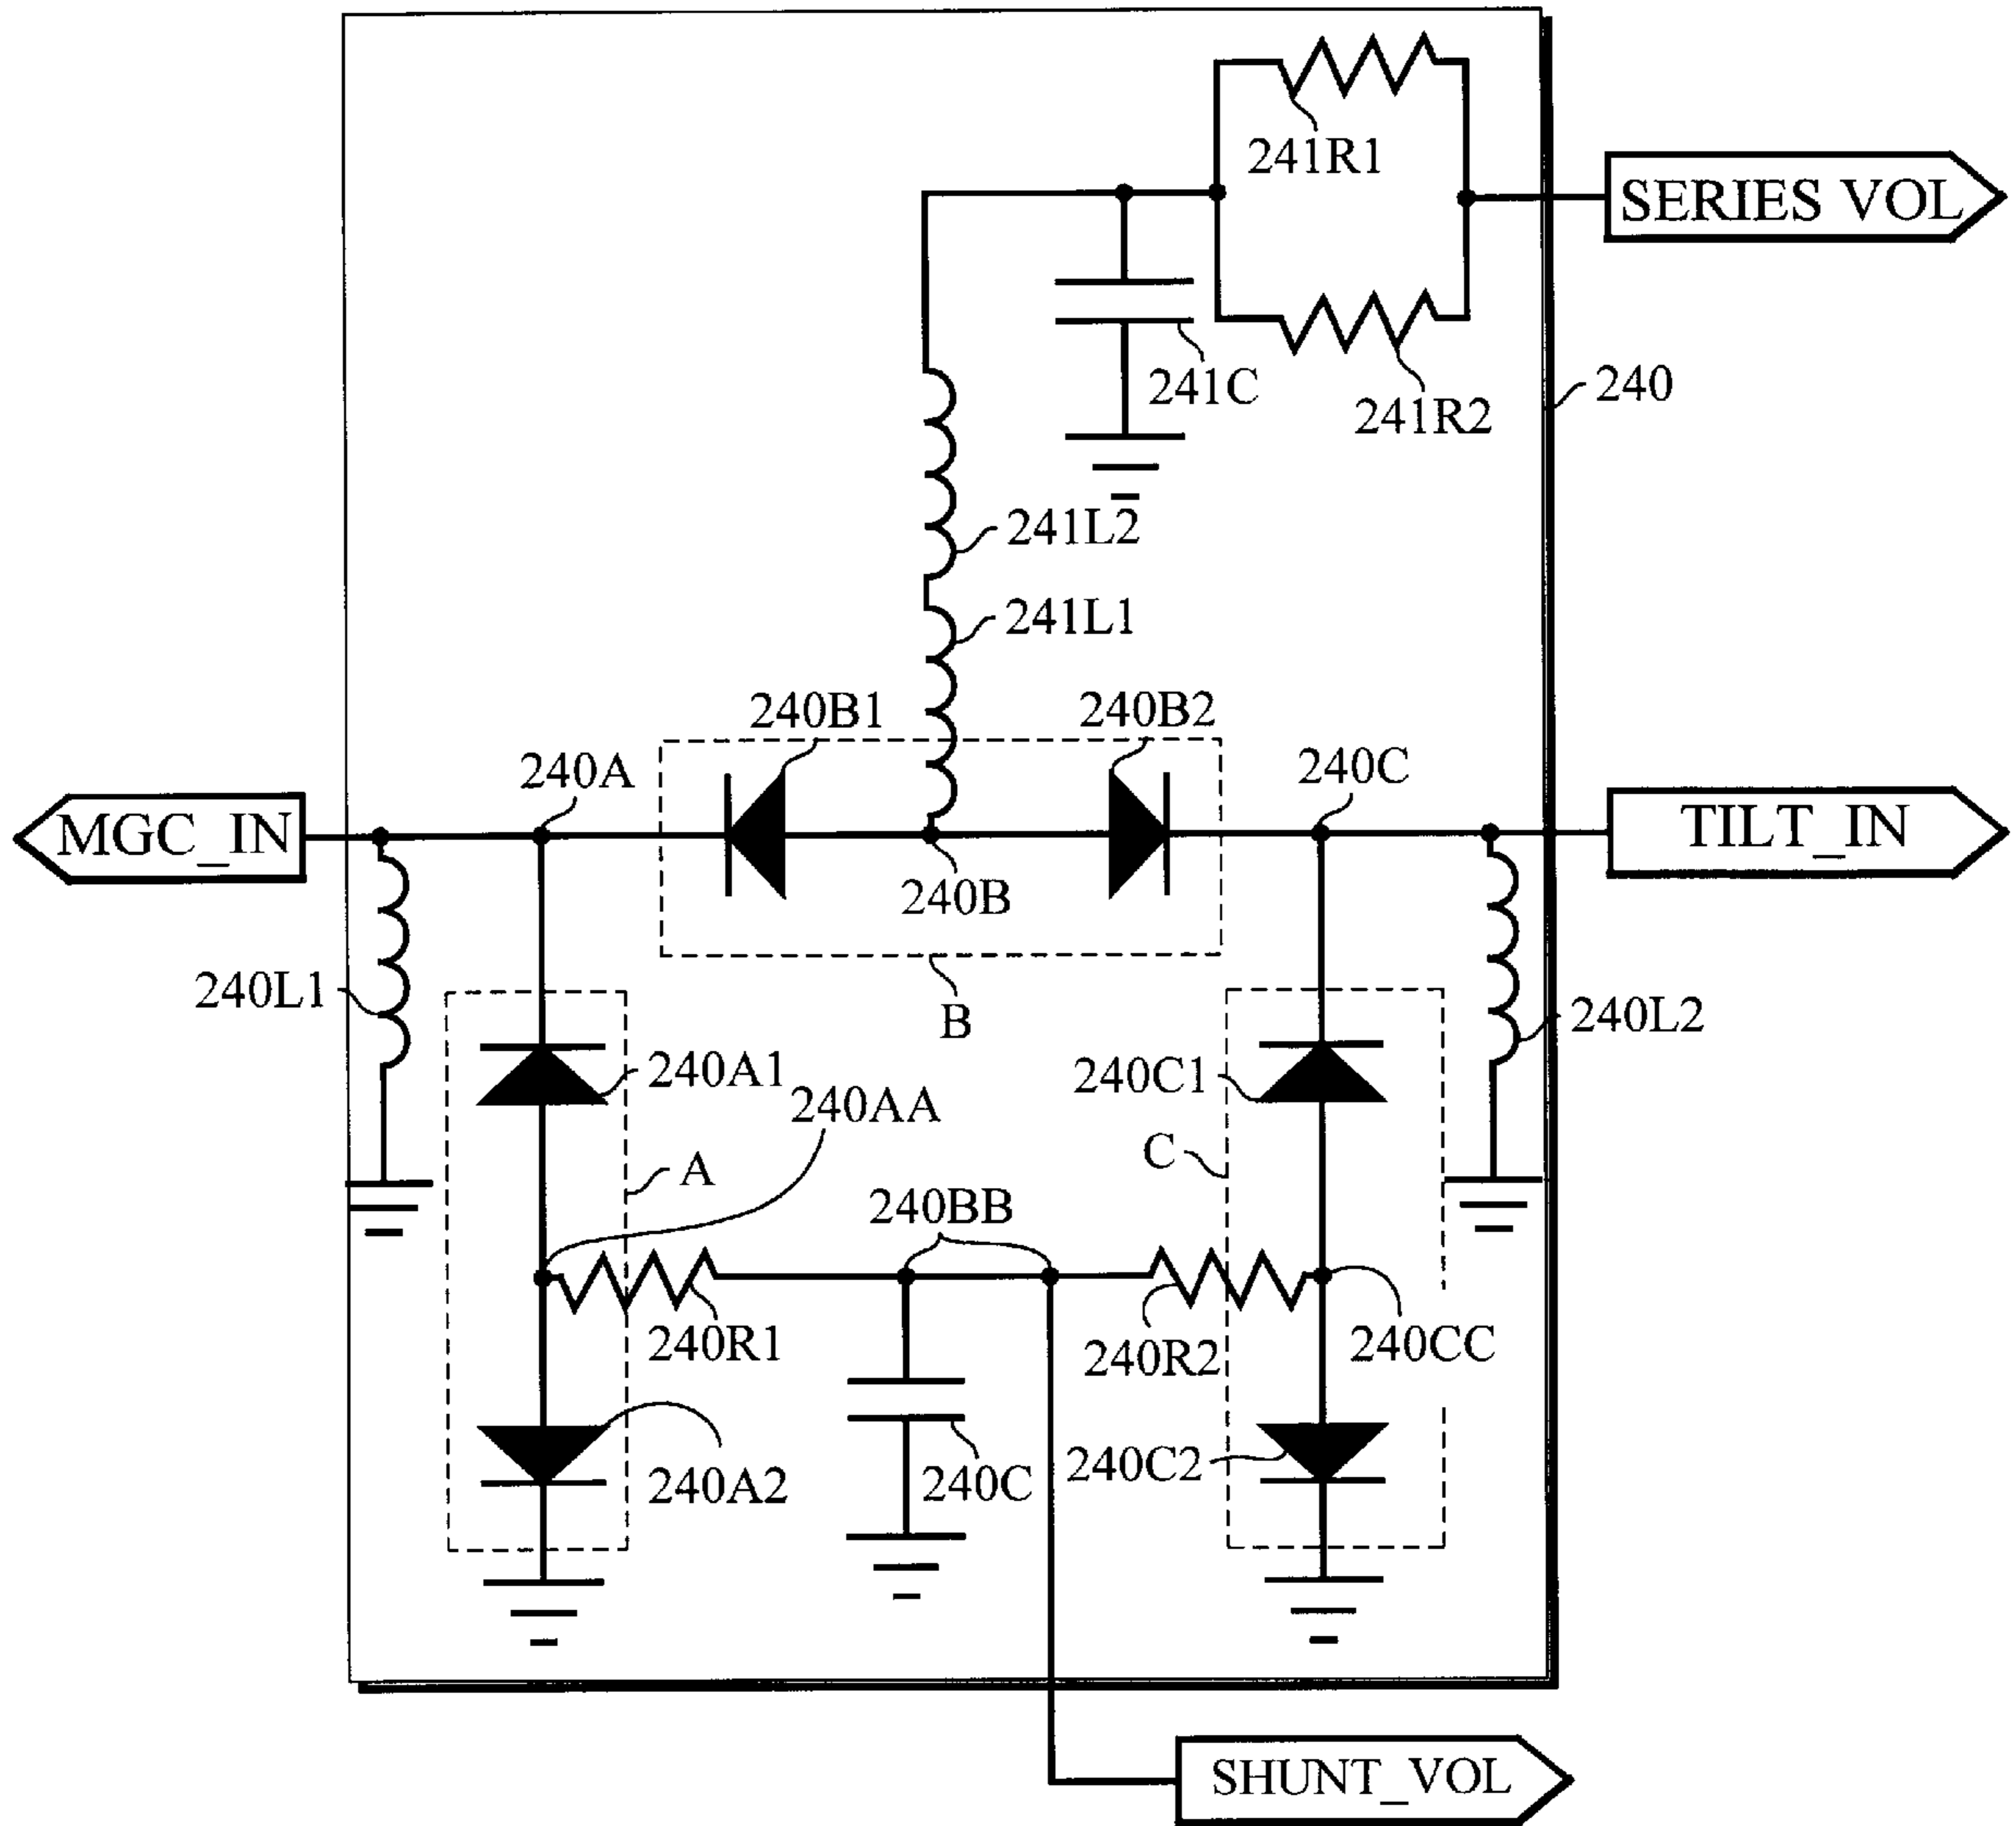 241R1
SERIES VOL
241C
241R2
240
241L2
241L1
240B1
240B2
240A
240C
MGC_IN
TILT_IN
240B
240L1
B
240L2
240A1
240AA
240C1
A
C
240BB
240R1
240R2
240CC
240A2
240C
240C2
SHUNT_VOL